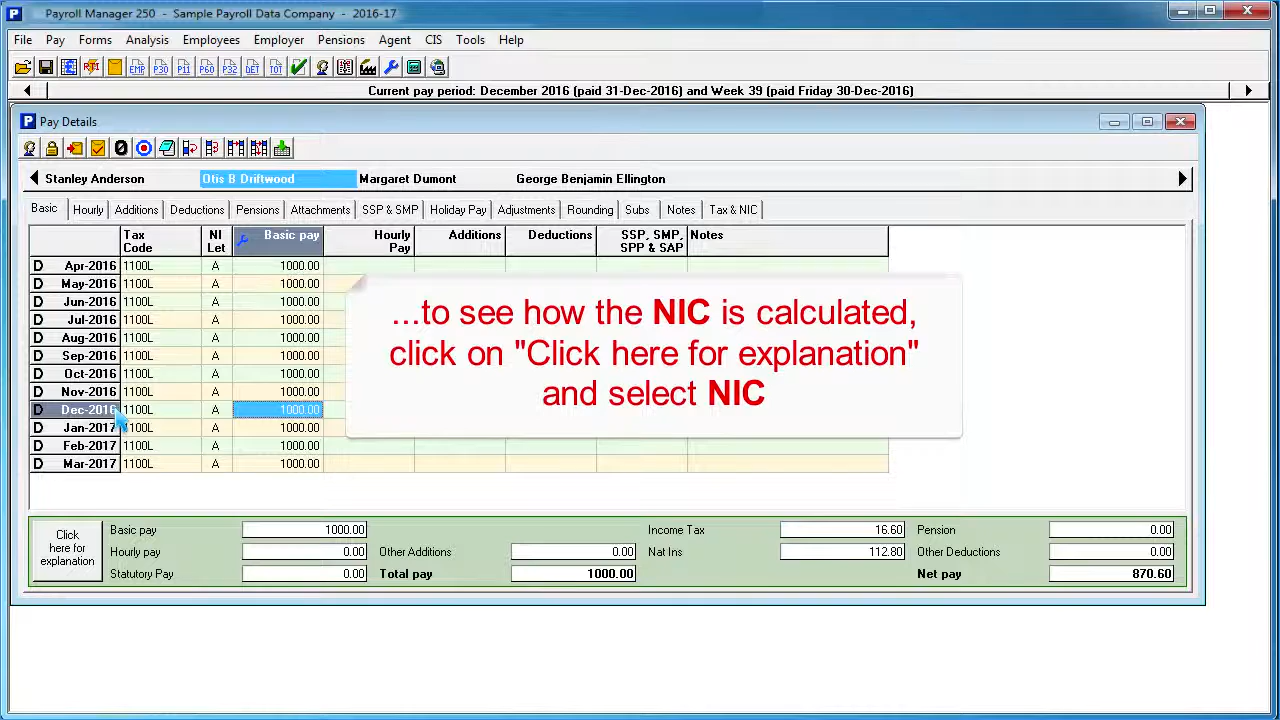 Payroll Manager 250 - Sample Payroll Data Company - 2016-17
File Pay Forms Analysis Employees Employer Pensions Agent CIS Tools Help
RTI EMP P30 P11 P60 P32 DET TOT
Current pay period: December 2016 (paid 31-Dec-2016) and Week 39 (paid Friday 30-Dec-2016)
Pay Details
Stanley Anderson Otis B Driftwood Margaret Dumont George Benjamin Ellington
Basic Hourly Additions Deductions Pensions Attachments SSP & SMP Holiday Pay Adjustments Rounding Subs Notes Tax & NIC
Tax Code NI Let Basic pay Hourly Pay Additions Deductions SSP, SMP, SPP & SAP Notes
D Apr-2016 1100L A 1000.00
D May-2016 1100L A 1000.00
D Jun-2016 1100L A 1000.00
D Jul-2016 1100L A 1000.00
D Aug-2016 1100L A 1000.00
D Sep-2016 1100L A 1000.00
D Oct-2016 1100L A 1000.00
D Nov-2016 1100L A 1000.00
D Dec-2016 1100L A 1000.00
D Jan-2017 1100L A 1000.00
D Feb-2017 1100L A 1000.00
D Mar-2017 1100L A 1000.00
...to see how the NIC is calculated,
click on "Click here for explanation"
and select NIC
Click here for explanation
Basic pay 1000.00 Income Tax 16.60 Pension 0.00
Hourly pay 0.00 Other Additions 0.00 Nat Ins 112.80 Other Deductions 0.00
Statutory Pay 0.00 Total pay 1000.00 Net pay 870.60